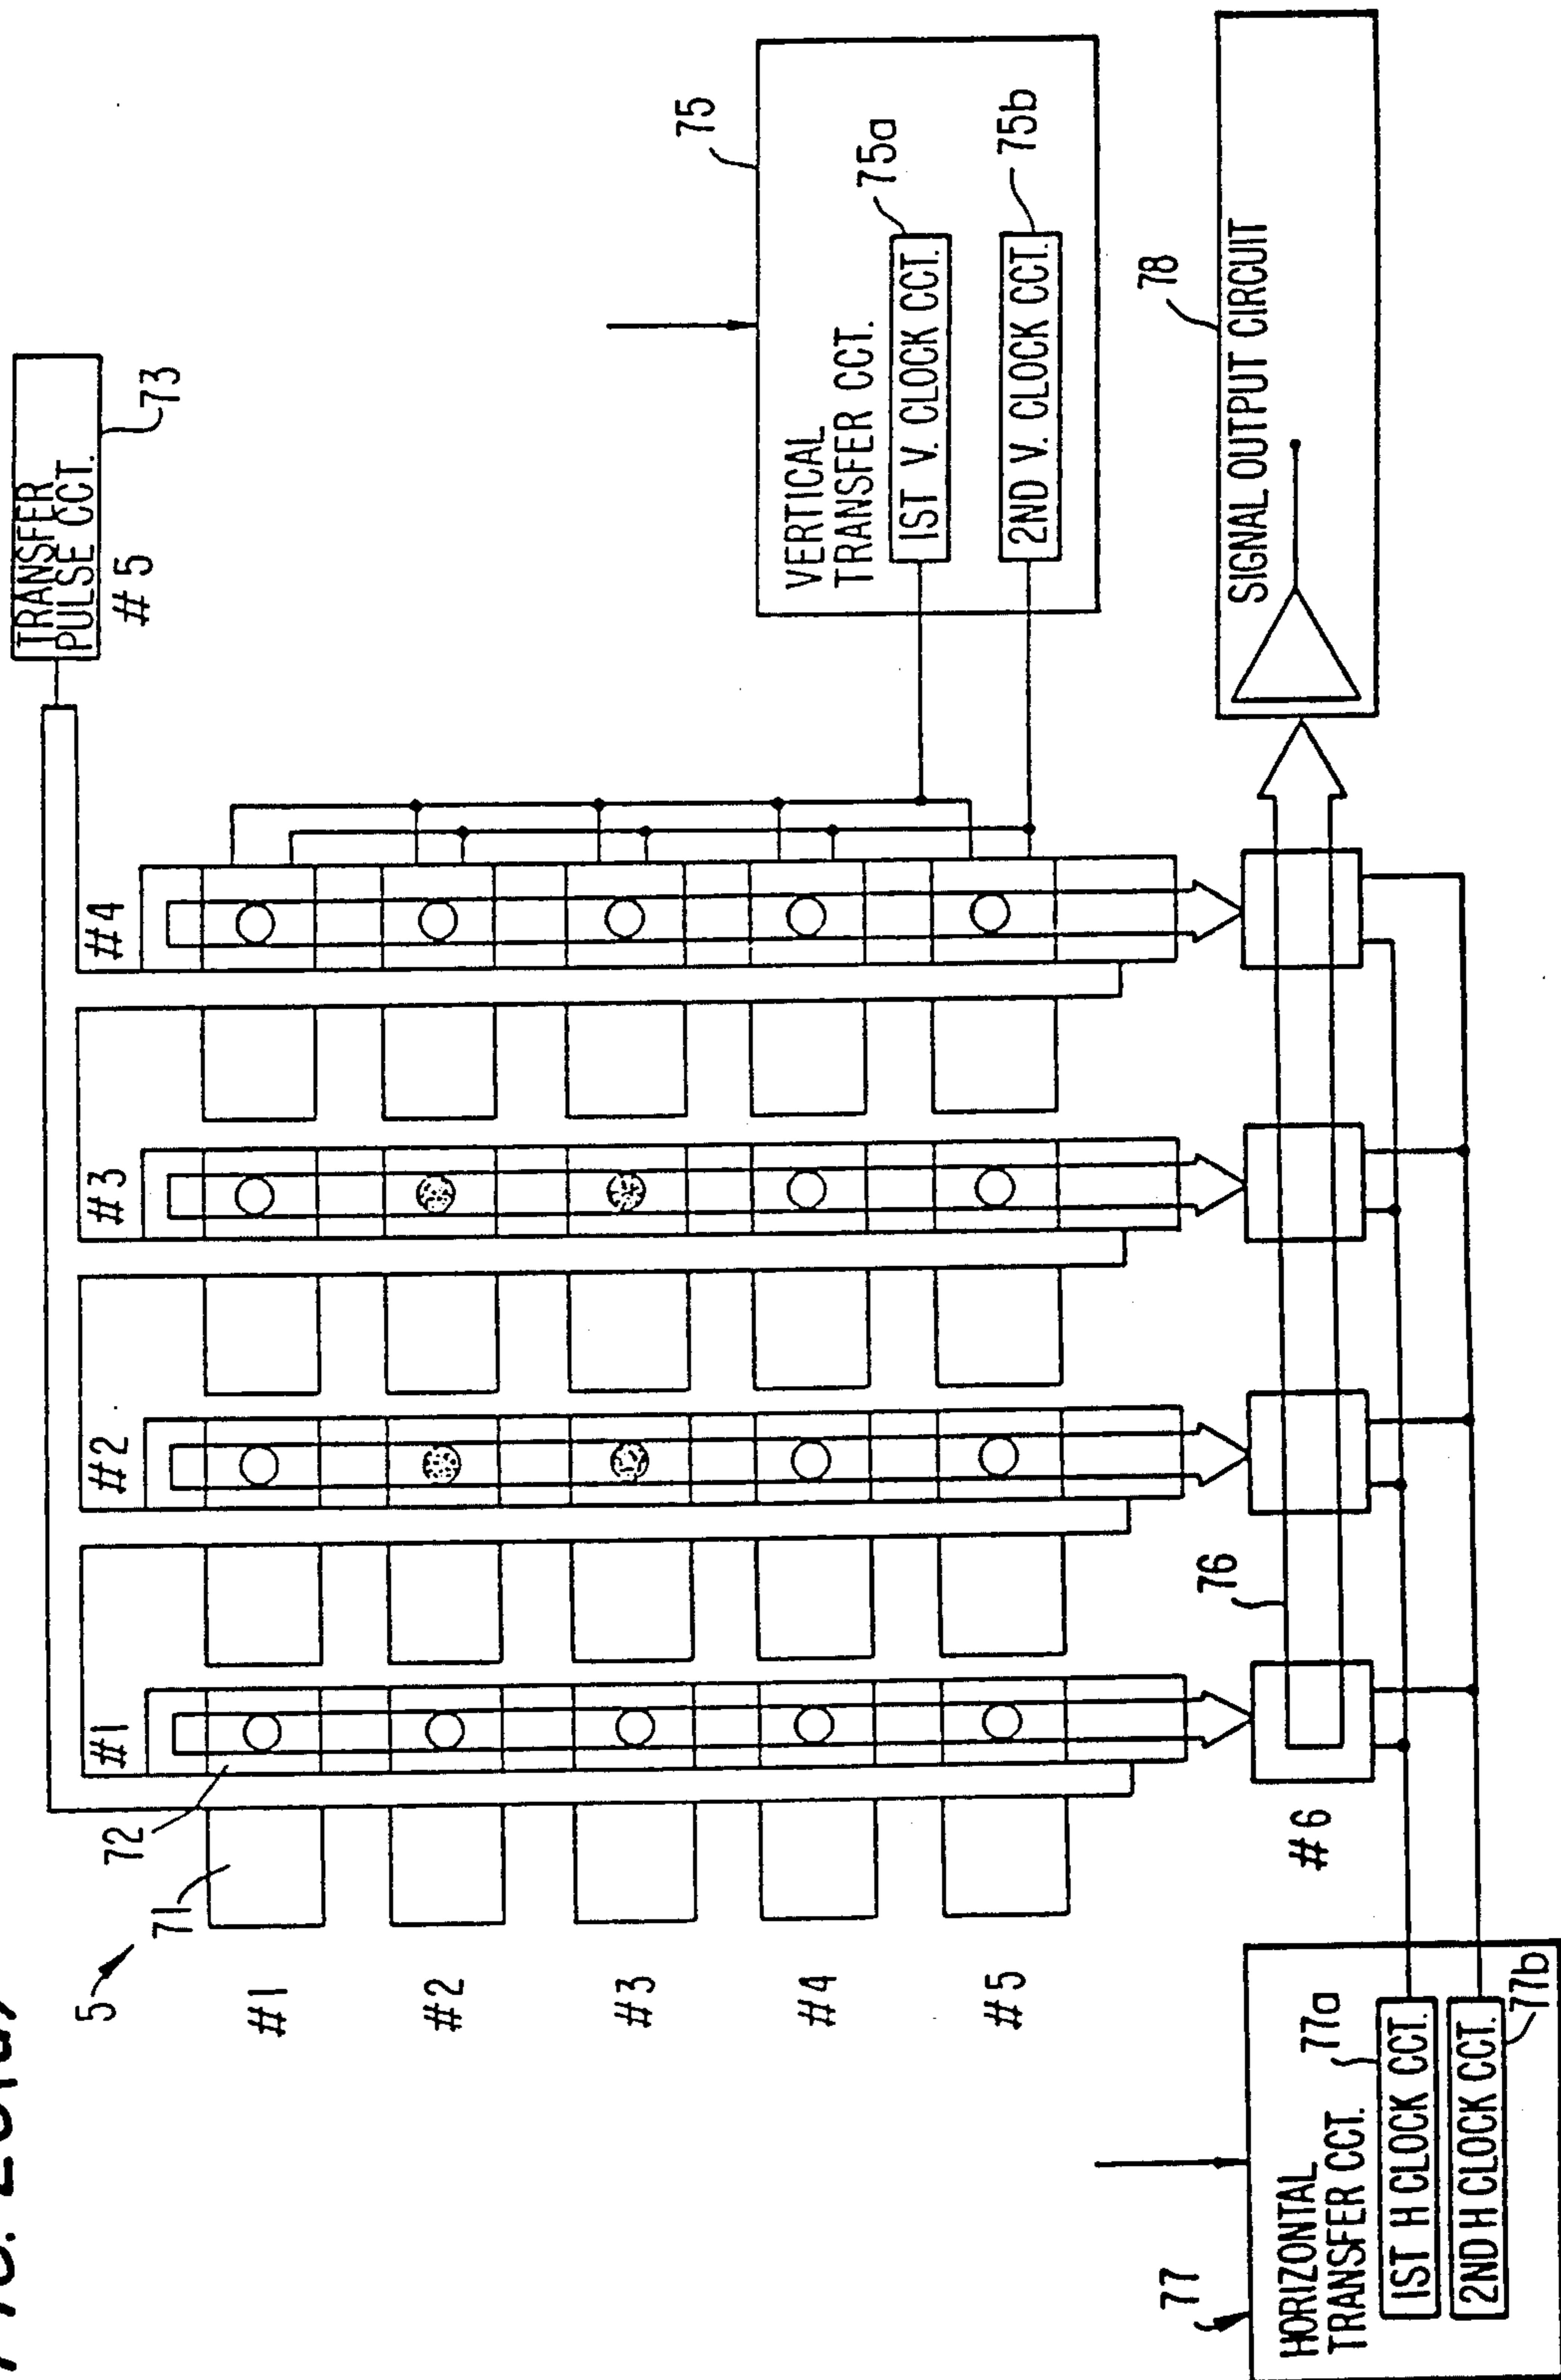 TRANSFER
PULSE CCT.
73
# 5
5
71
72
#1
#2
#3
#4
#1
#2
#3
#4
#5
75
VERTICAL
TRANSFER CCT.
75a
1ST V. CLOCK CCT.
75b
2ND V. CLOCK CCT.
76
#6
78
SIGNAL OUTPUT CIRCUIT
77
HORIZONTAL
TRANSFER CCT.
77a
1ST H CLOCK CCT.
2ND H CLOCK CCT.
77b